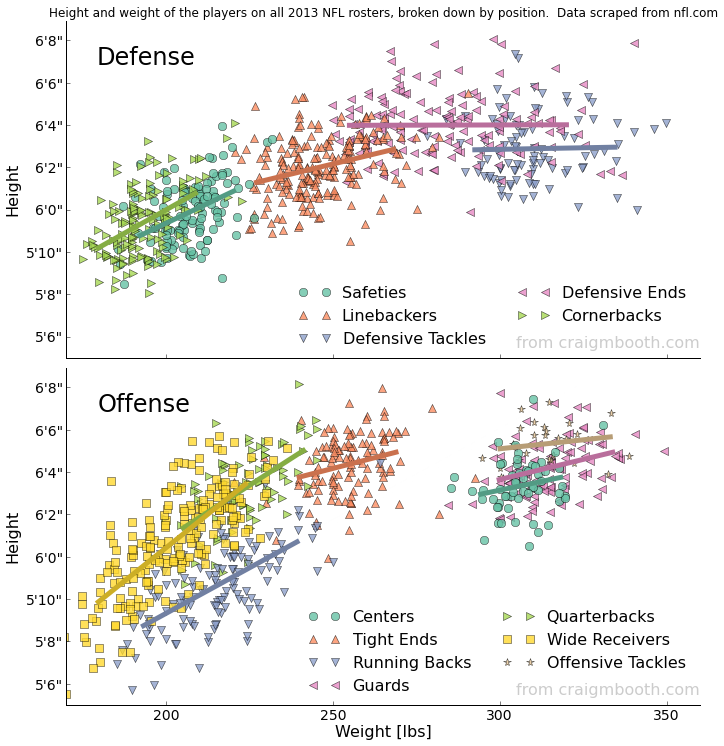 Height and weight of the players on all 2013 NFL rosters, broken down by position.  Data scraped from nfl.com
Defense
6'8"
6'6"
6'4"
6'2"
6'0"
5'10"
5'8"
5'6"
Height
Safeties
Linebackers
Defensive Tackles
Defensive Ends
Cornerbacks
from craigmbooth.com
Offense
6'8"
6'6"
6'4"
6'2"
6'0"
5'10"
5'8"
5'6"
Height
Centers
Tight Ends
Running Backs
Guards
Quarterbacks
Wide Receivers
Offensive Tackles
from craigmbooth.com
200
250
300
350
Weight [lbs]